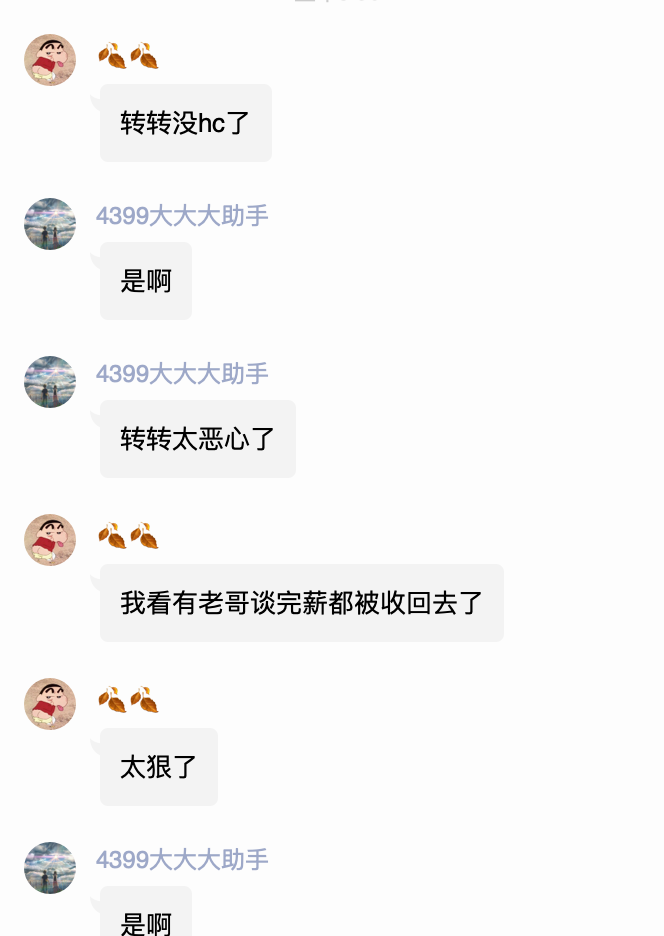 🍂🍂
转转没hc了
4399大大大助手
是啊
4399大大大助手
转转太恶心了
🍂🍂
我看有老哥谈完薪都被收回去了
🍂🍂
太狠了
4399大大大助手
是啊